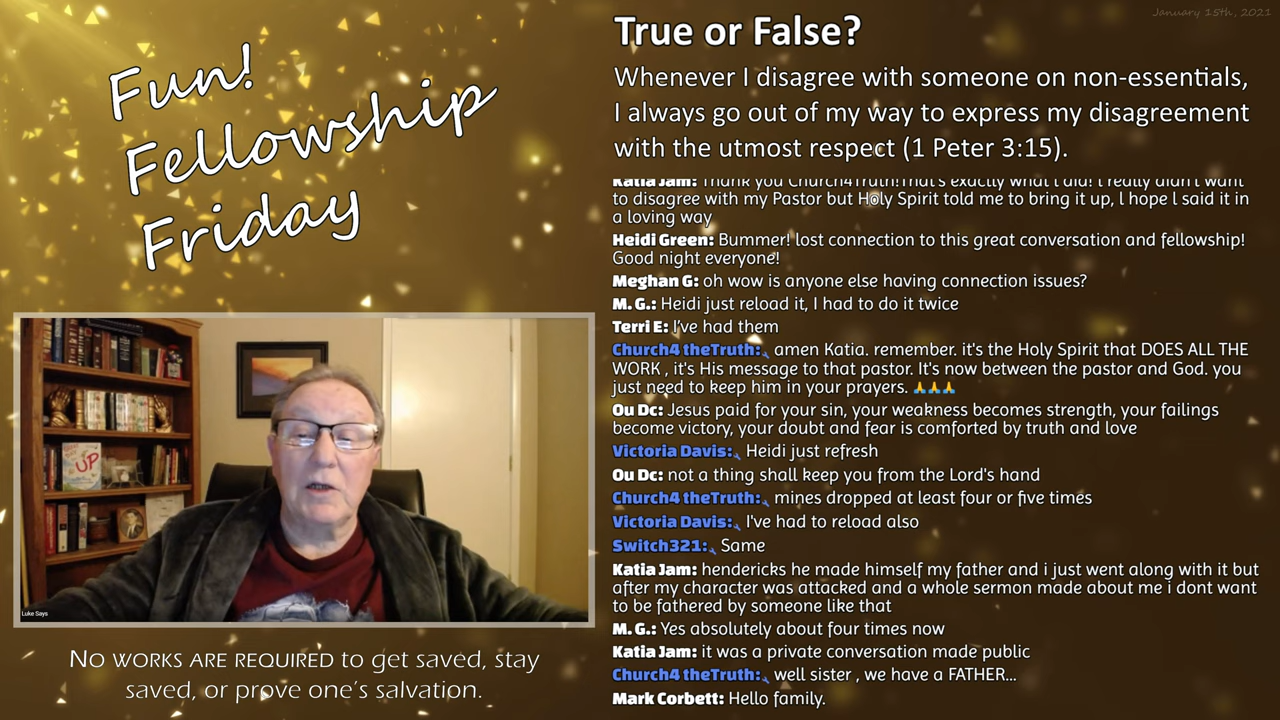 January 15th, 2021
Fun!
Fellowship
Friday
True or False?
Whenever I disagree with someone on non-essentials,
I always go out of my way to express my disagreement
with the utmost respect (1 Peter 3:15).
Katia Jam: Thank you Church4Truth!That's exactly what I did! I really didn't want
to disagree with my Pastor but Holy Spirit told me to bring it up, l hope l said it in
a loving way
Heidi Green: Bummer! lost connection to this great conversation and fellowship!
Good night everyone!
Meghan G: oh wow is anyone else having connection issues?
M. G.: Heidi just reload it, I had to do it twice
Terri E: I've had them
Church4 theTruth: amen Katia. remember. it's the Holy Spirit that DOES ALL THE
WORK , it's His message to that pastor. It's now between the pastor and God. you
just need to keep him in your prayers. 🙏🙏🙏
Ou Dc: Jesus paid for your sin, your weakness becomes strength, your failings
become victory, your doubt and fear is comforted by truth and love
Victoria Davis: Heidi just refresh
Ou Dc: not a thing shall keep you from the Lord's hand
Church4 theTruth: mines dropped at least four or five times
Victoria Davis: I've had to reload also
Switch321: Same
Katia Jam: hendericks he made himself my father and i just went along with it but
after my character was attacked and a whole sermon made about me i dont want
to be fathered by someone like that
M. G.: Yes absolutely about four times now
Katia Jam: it was a private conversation made public
Church4 theTruth: well sister , we have a FATHER...
Mark Corbett: Hello family.
UP
Luke Says
NO WORKS ARE REQUIRED to get saved, stay
saved, or prove one's salvation.